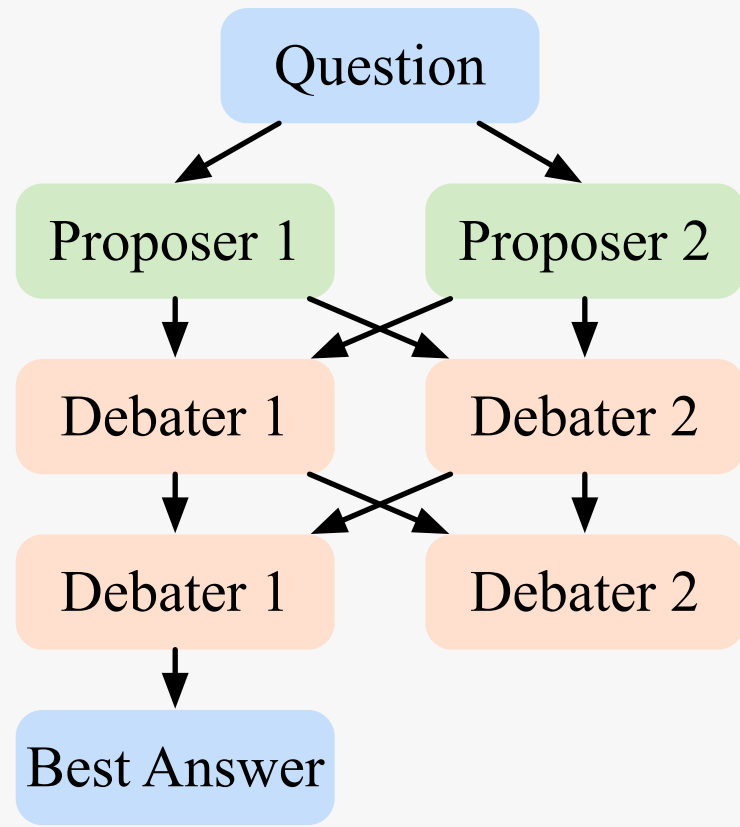 Question
Proposer 1
Proposer 2
Debater 1
Debater 2
Debater 1
Debater 2
Best Answer